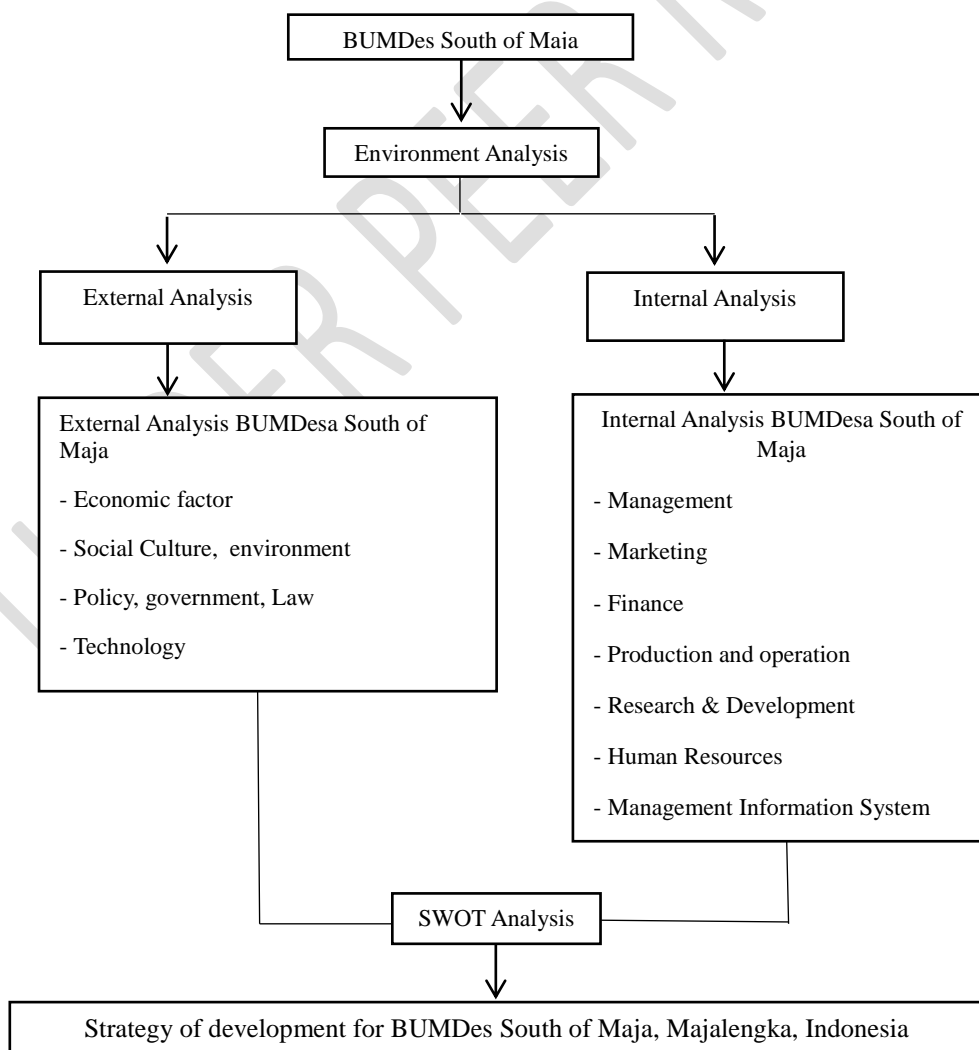 BUMDes South of Maja
Environment Analysis
External Analysis
Internal Analysis
External Analysis BUMDesa South of
Maja
- Economic factor
- Social Culture, environment
- Policy, government, Law
- Technology
Internal Analysis BUMDesa South of
Maja
- Management
- Marketing
- Finance
- Production and operation
- Research & Development
- Human Resources
- Management Information System
SWOT Analysis
Strategy of development for BUMDes South of Maja, Majalengka, Indonesia